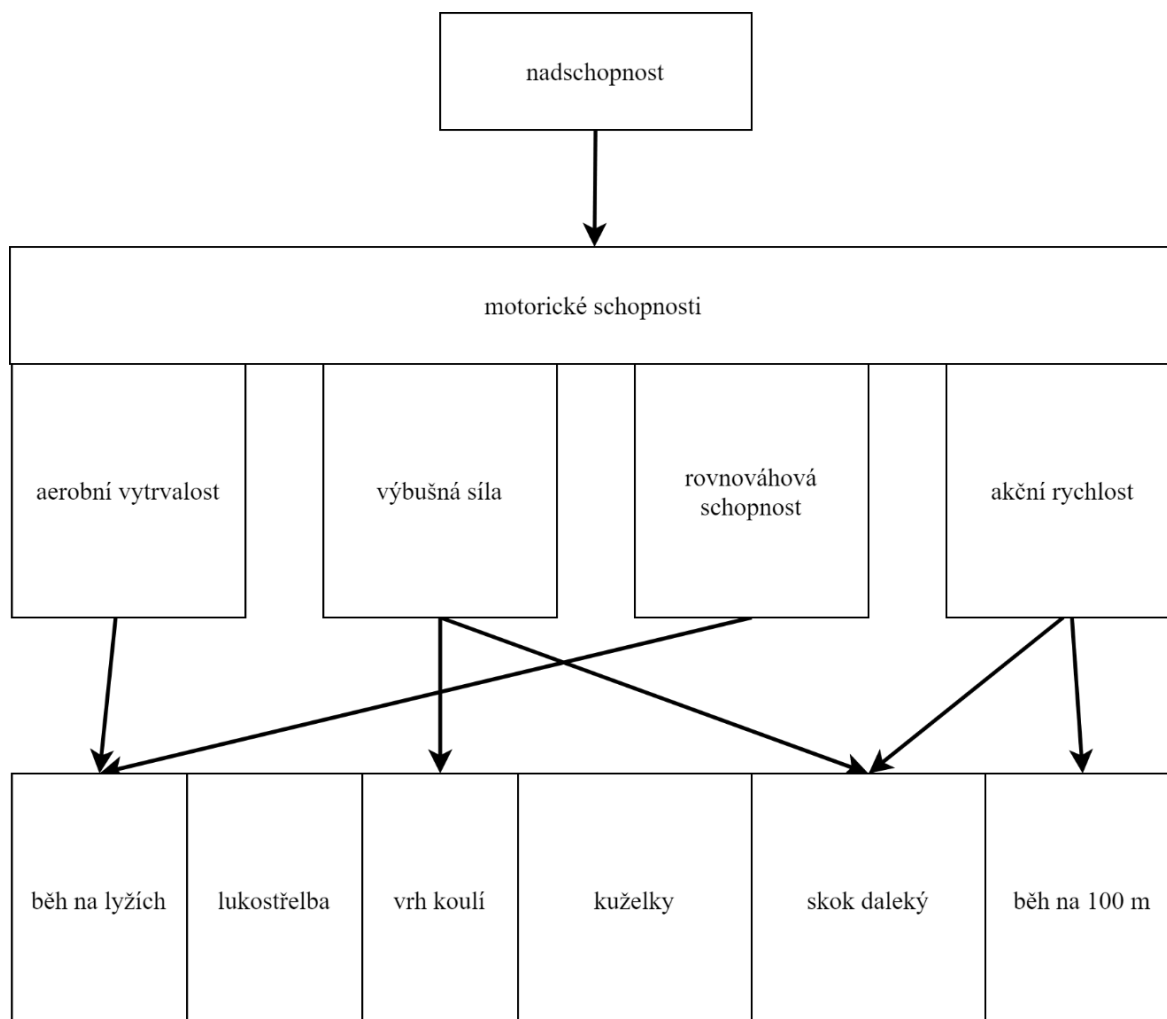 nadschopnost
motorické schopnosti
aerobní vytrvalost
výbušná síla
rovnováhová
schopnost
akční rychlost
běh na lyžích
lukostřelba
vrh koulí
kuželky
skok daleký
běh na 100 m